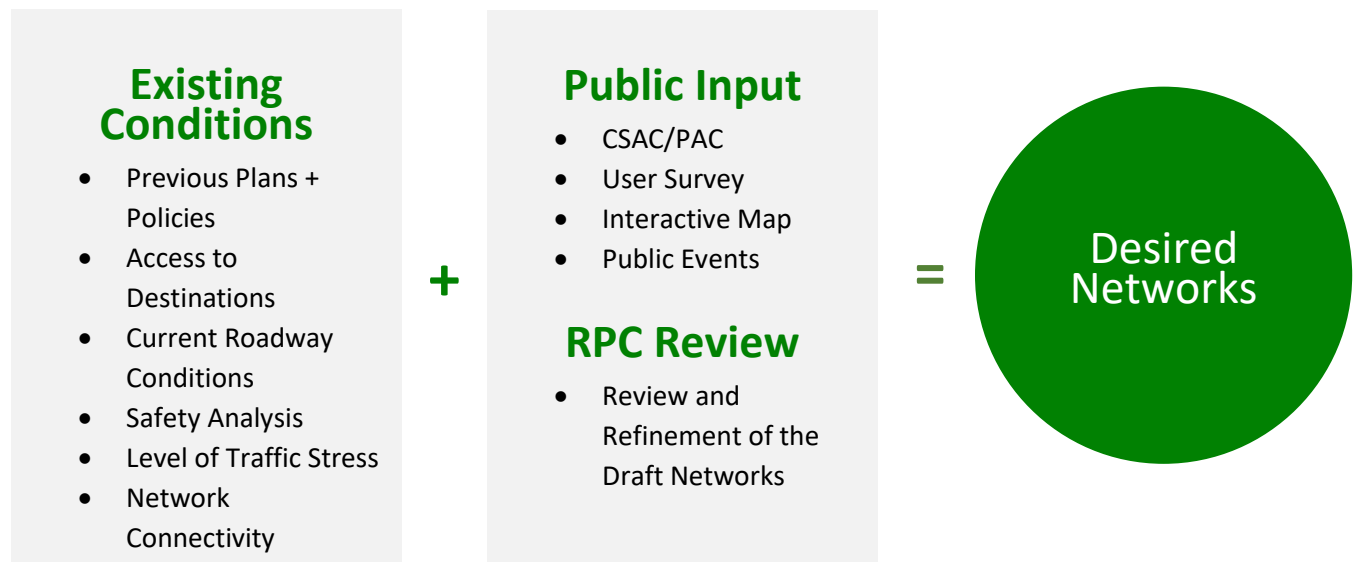 Existing
Conditions
• Previous Plans +
Policies
• Access to
Destinations
• Current Roadway
Conditions
• Safety Analysis
• Level of Traffic Stress
• Network
Connectivity
+
Public Input
• CSAC/PAC
• User Survey
• Interactive Map
• Public Events
RPC Review
• Review and
Refinement of the
Draft Networks
=
Desired
Networks